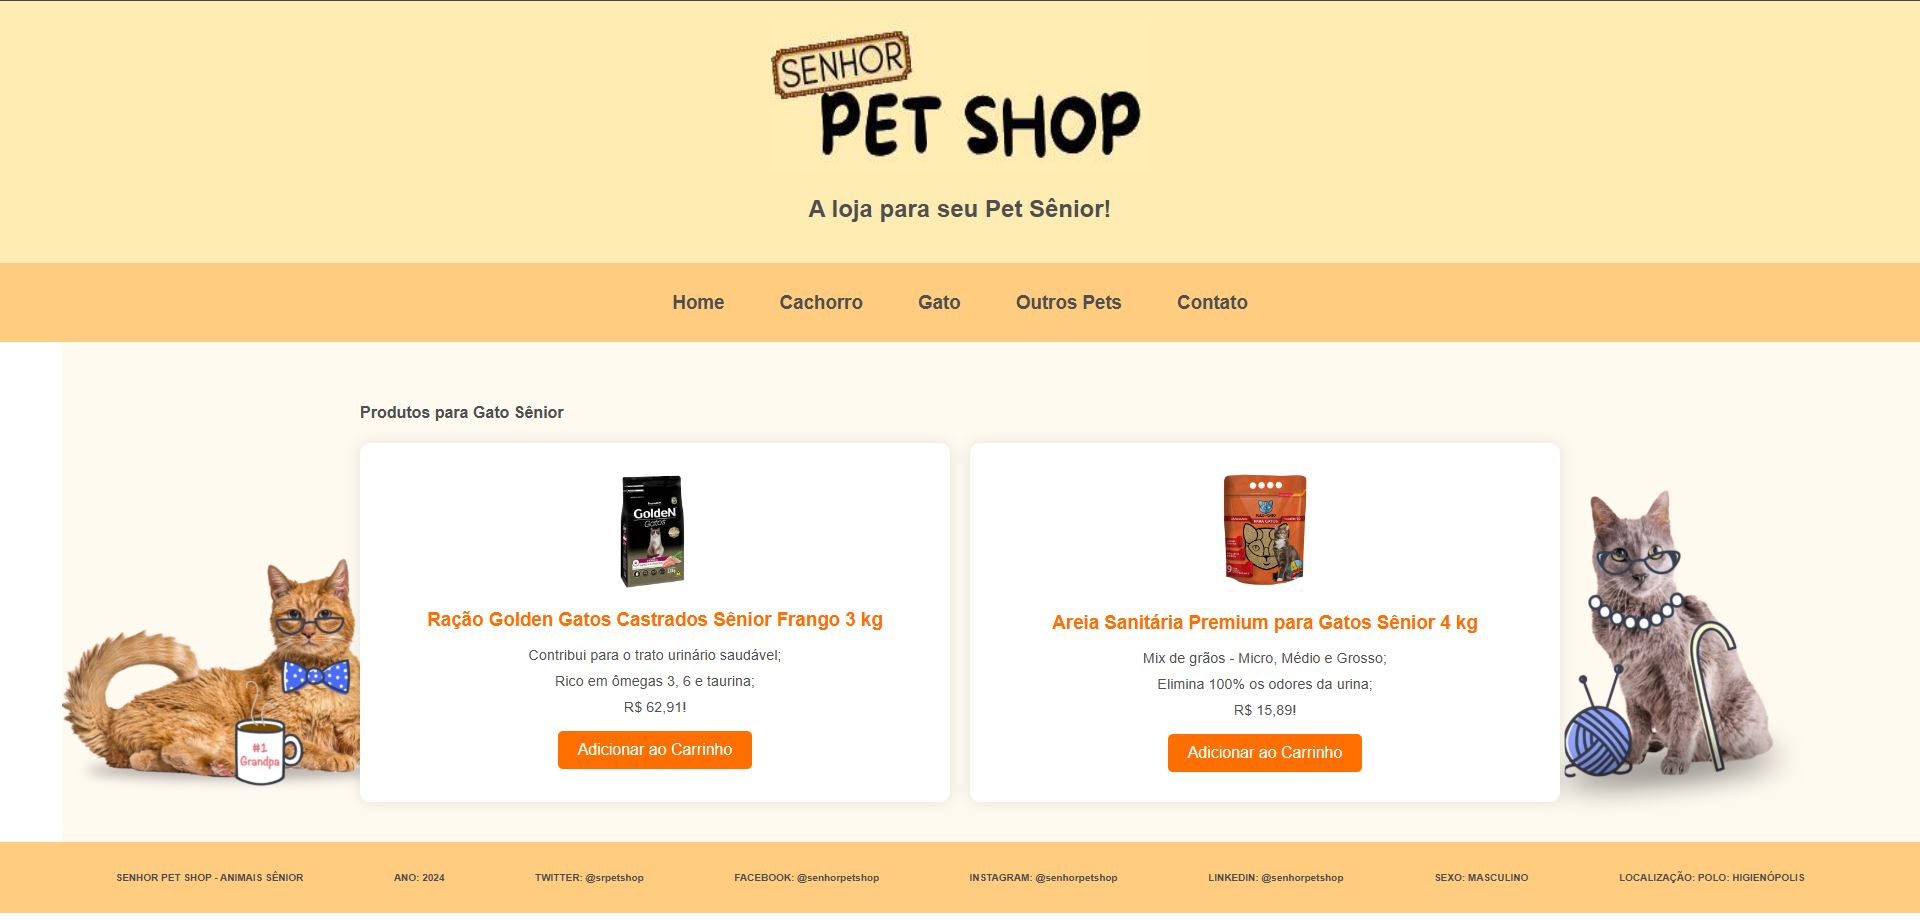 SENHOR
PET SHOP
A loja para seu Pet Sênior!
Home Cachorro Gato Outros Pets Contato
Produtos para Gato Sênior
GoldeN
Gatos
PARA GATOS
Ração Golden Gatos Castrados Sênior Frango 3 kg
Contribui para o trato urinário saudável;
Rico em ômegas 3, 6 e taurina;
R$ 62,91!
Adicionar ao Carrinho
Areia Sanitária Premium para Gatos Sênior 4 kg
Mix de grãos - Micro, Médio e Grosso;
Elimina 100% os odores da urina;
R$ 15,89!
Adicionar ao Carrinho
#1
Grandpa
SENHOR PET SHOP - ANIMAIS SÊNIOR ANO: 2024 TWITTER: @srpetshop FACEBOOK: @senhorpetshop INSTAGRAM: @senhorpetshop LINKEDIN: @senhorpetshop SEXO: MASCULINO LOCALIZAÇÃO: POLO: HIGIENÓPOLIS